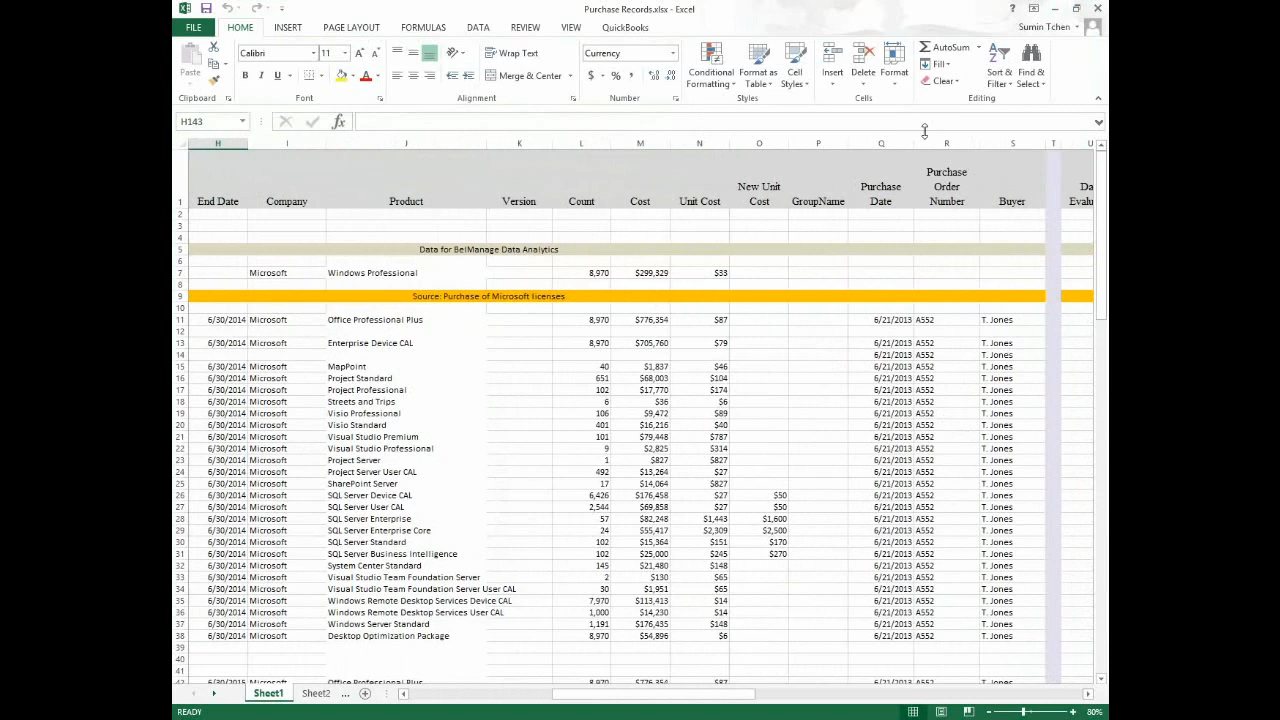 Purchase Records.xlsx - Excel
FILE HOME INSERT PAGE LAYOUT FORMULAS DATA REVIEW VIEW QuickBooks Sumin Tchen
Calibri 11 Wrap Text Currency AutoSum
Paste Conditional Format as Cell Insert Delete Format Fill Sort & Find &
B I U A Merge & Center $ % , Formatting Table Styles Clear Filter Select
Clipboard Font Alignment Number Styles Cells Editing
H143 fx
H I J K L M N O P Q R S T U
Purchase
New Unit Purchase Order Da
1 End Date Company Product Version Count Cost Unit Cost Cost GroupName Date Number Buyer Evalu
2
3
4
5 Data for BelManage Data Analytics
6
7 Microsoft Windows Professional 8,970 $299,329 $33
8
9 Source: Purchase of Microsoft licenses
10
11 6/30/2014 Microsoft Office Professional Plus 8,970 $776,354 $87 6/21/2013 A552 T. Jones
12
13 6/30/2014 Microsoft Enterprise Device CAL 8,970 $705,760 $79 6/21/2013 A552 T. Jones
14 6/21/2013 A552 T. Jones
15 6/30/2014 Microsoft MapPoint 40 $1,837 $46 6/21/2013 A552 T. Jones
16 6/30/2014 Microsoft Project Standard 651 $68,003 $104 6/21/2013 A552 T. Jones
17 6/30/2014 Microsoft Project Professional 102 $17,770 $174 6/21/2013 A552 T. Jones
18 6/30/2014 Microsoft Streets and Trips 6 $36 $6 6/21/2013 A552 T. Jones
19 6/30/2014 Microsoft Visio Professional 106 $9,472 $89 6/21/2013 A552 T. Jones
20 6/30/2014 Microsoft Visio Standard 401 $16,216 $40 6/21/2013 A552 T. Jones
21 6/30/2014 Microsoft Visual Studio Premium 101 $79,448 $787 6/21/2013 A552 T. Jones
22 6/30/2014 Microsoft Visual Studio Professional 9 $2,825 $314 6/21/2013 A552 T. Jones
23 6/30/2014 Microsoft Project Server 1 $827 $827 6/21/2013 A552 T. Jones
24 6/30/2014 Microsoft Project Server User CAL 492 $13,264 $27 6/21/2013 A552 T. Jones
25 6/30/2014 Microsoft SharePoint Server 17 $14,064 $827 6/21/2013 A552 T. Jones
26 6/30/2014 Microsoft SQL Server Device CAL 6,426 $176,458 $27 $50 6/21/2013 A552 T. Jones
27 6/30/2014 Microsoft SQL Server User CAL 2,544 $69,858 $27 $50 6/21/2013 A552 T. Jones
28 6/30/2014 Microsoft SQL Server Enterprise 57 $82,248 $1,443 $1,600 6/21/2013 A552 T. Jones
29 6/30/2014 Microsoft SQL Server Enterprise Core 24 $55,417 $2,309 $2,500 6/21/2013 A552 T. Jones
30 6/30/2014 Microsoft SQL Server Standard 102 $15,364 $151 $170 6/21/2013 A552 T. Jones
31 6/30/2014 Microsoft SQL Server Business Intelligence 102 $25,000 $245 $270 6/21/2013 A552 T. Jones
32 6/30/2014 Microsoft System Center Standard 145 $21,480 $148 6/21/2013 A552 T. Jones
33 6/30/2014 Microsoft Visual Studio Team Foundation Server 2 $130 $65 6/21/2013 A552 T. Jones
34 6/30/2014 Microsoft Visual Studio Team Foundation Server User CAL 30 $1,951 $65 6/21/2013 A552 T. Jones
35 6/30/2014 Microsoft Windows Remote Desktop Services Device CAL 7,970 $113,413 $14 6/21/2013 A552 T. Jones
36 6/30/2014 Microsoft Windows Remote Desktop Services User CAL 1,000 $14,230 $14 6/21/2013 A552 T. Jones
37 6/30/2014 Microsoft Windows Server Standard 1,191 $176,435 $148 6/21/2013 A552 T. Jones
38 6/30/2014 Microsoft Desktop Optimization Package 8,970 $54,896 $6 6/21/2013 A552 T. Jones
39
40
41
42 6/30/2015 Microsoft Office Professional Plus 8,970 $776,354 $87 6/21/2013 A552 T. Jones
Sheet1 Sheet2 ...
READY 80%